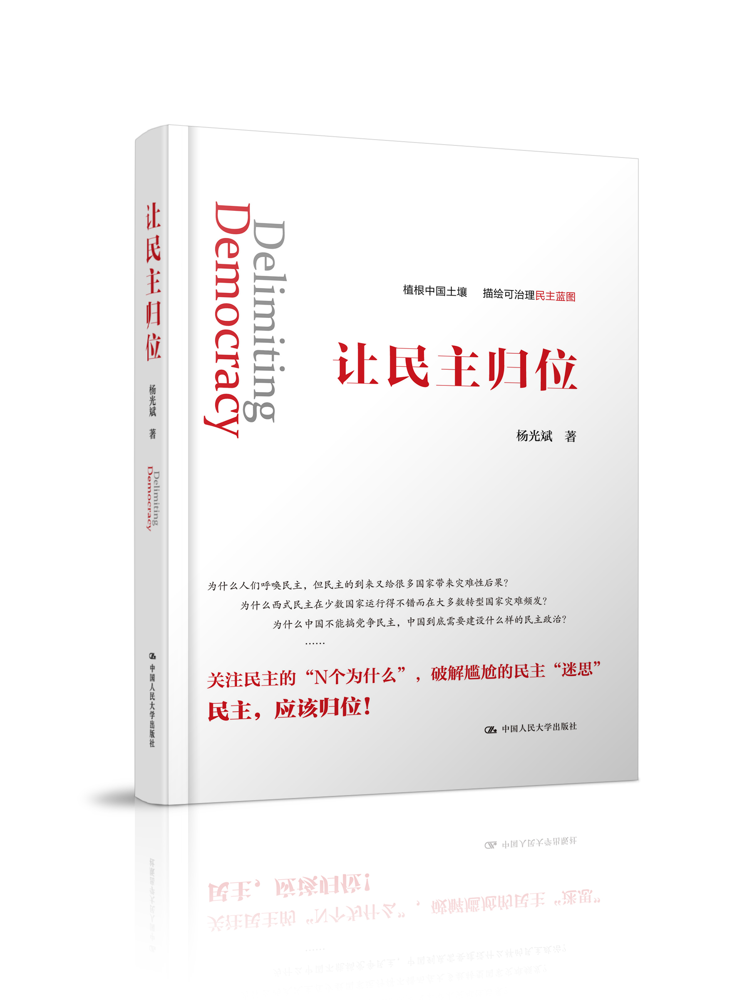 让民主归位
杨光斌 著
Delimiting
Democracy
中国人民大学出版社
Delimiting
Democracy
植根中国土壤 描绘可治理民主蓝图
让民主归位
杨光斌 著
为什么人们呼唤民主，但民主的到来又给很多国家带来灾难性后果？
为什么西式民主在少数国家运行得不错而在大多数转型国家灾难频发？
为什么中国不能搞党争民主，中国到底需要建设什么样的民主政治？
……
关注民主的“N个为什么”，破解尴尬的民主“迷思”
民主，应该归位！
中国人民大学出版社